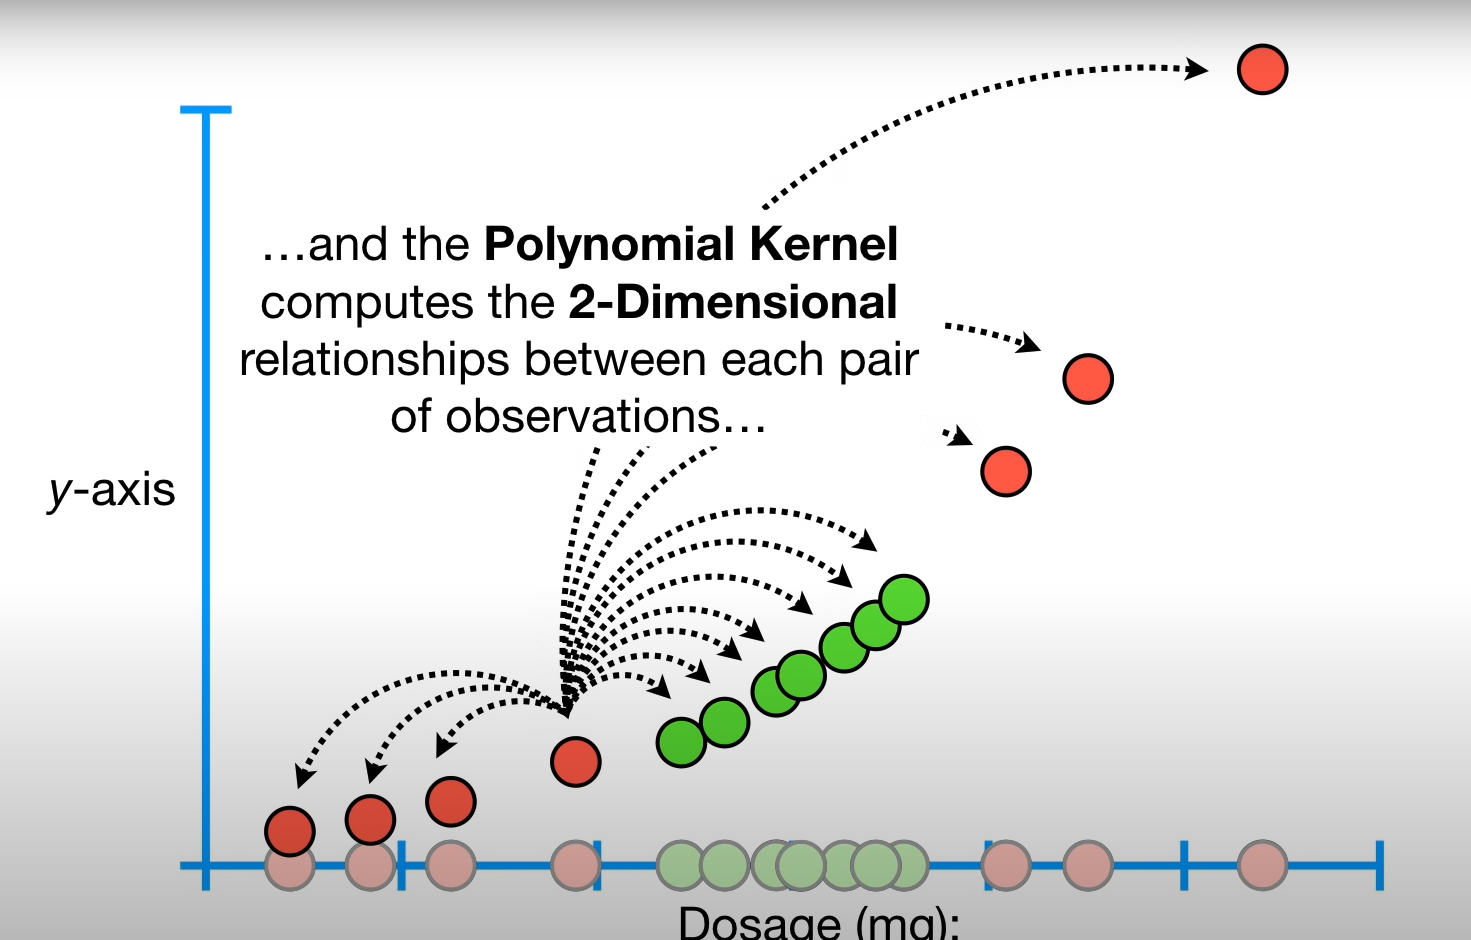 …and the Polynomial Kernel
computes the 2-Dimensional
relationships between each pair
of observations…
y-axis
Dosage (mg):